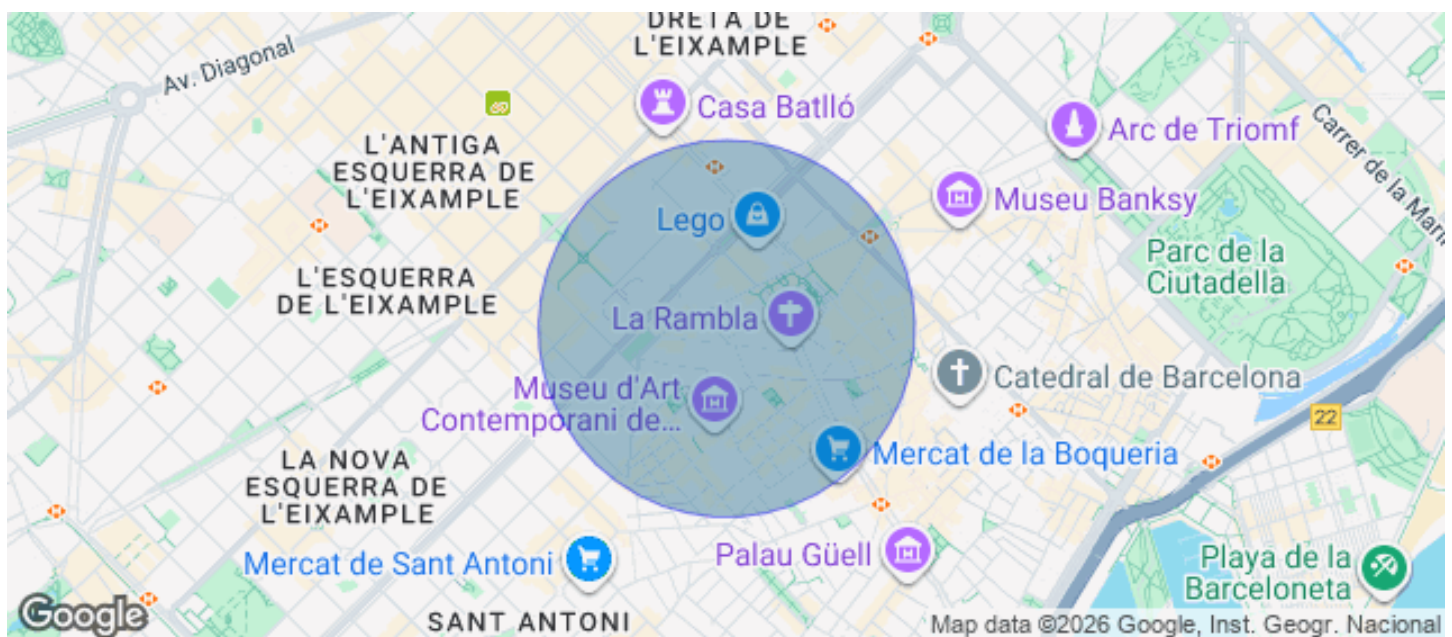 DRETA DE
L'EIXAMPLE
Av. Diagonal
Casa Batlló
Arc de Triomf
Carrer de la Marin
L'ANTIGA
ESQUERRA DE
L'EIXAMPLE
Museu Banksy
Lego
Parc de la
Ciutadella
L'ESQUERRA
DE L'EIXAMPLE
La Rambla
Museu d'Art
Contemporani de...
Catedral de Barcelona
22
Mercat de la Boqueria
LA NOVA
ESQUERRA DE
L'EIXAMPLE
Mercat de Sant Antoni
Palau Güell
Playa de la
Barceloneta
SANT ANTONI
Google
Map data ©2026 Google, Inst. Geogr. Nacional